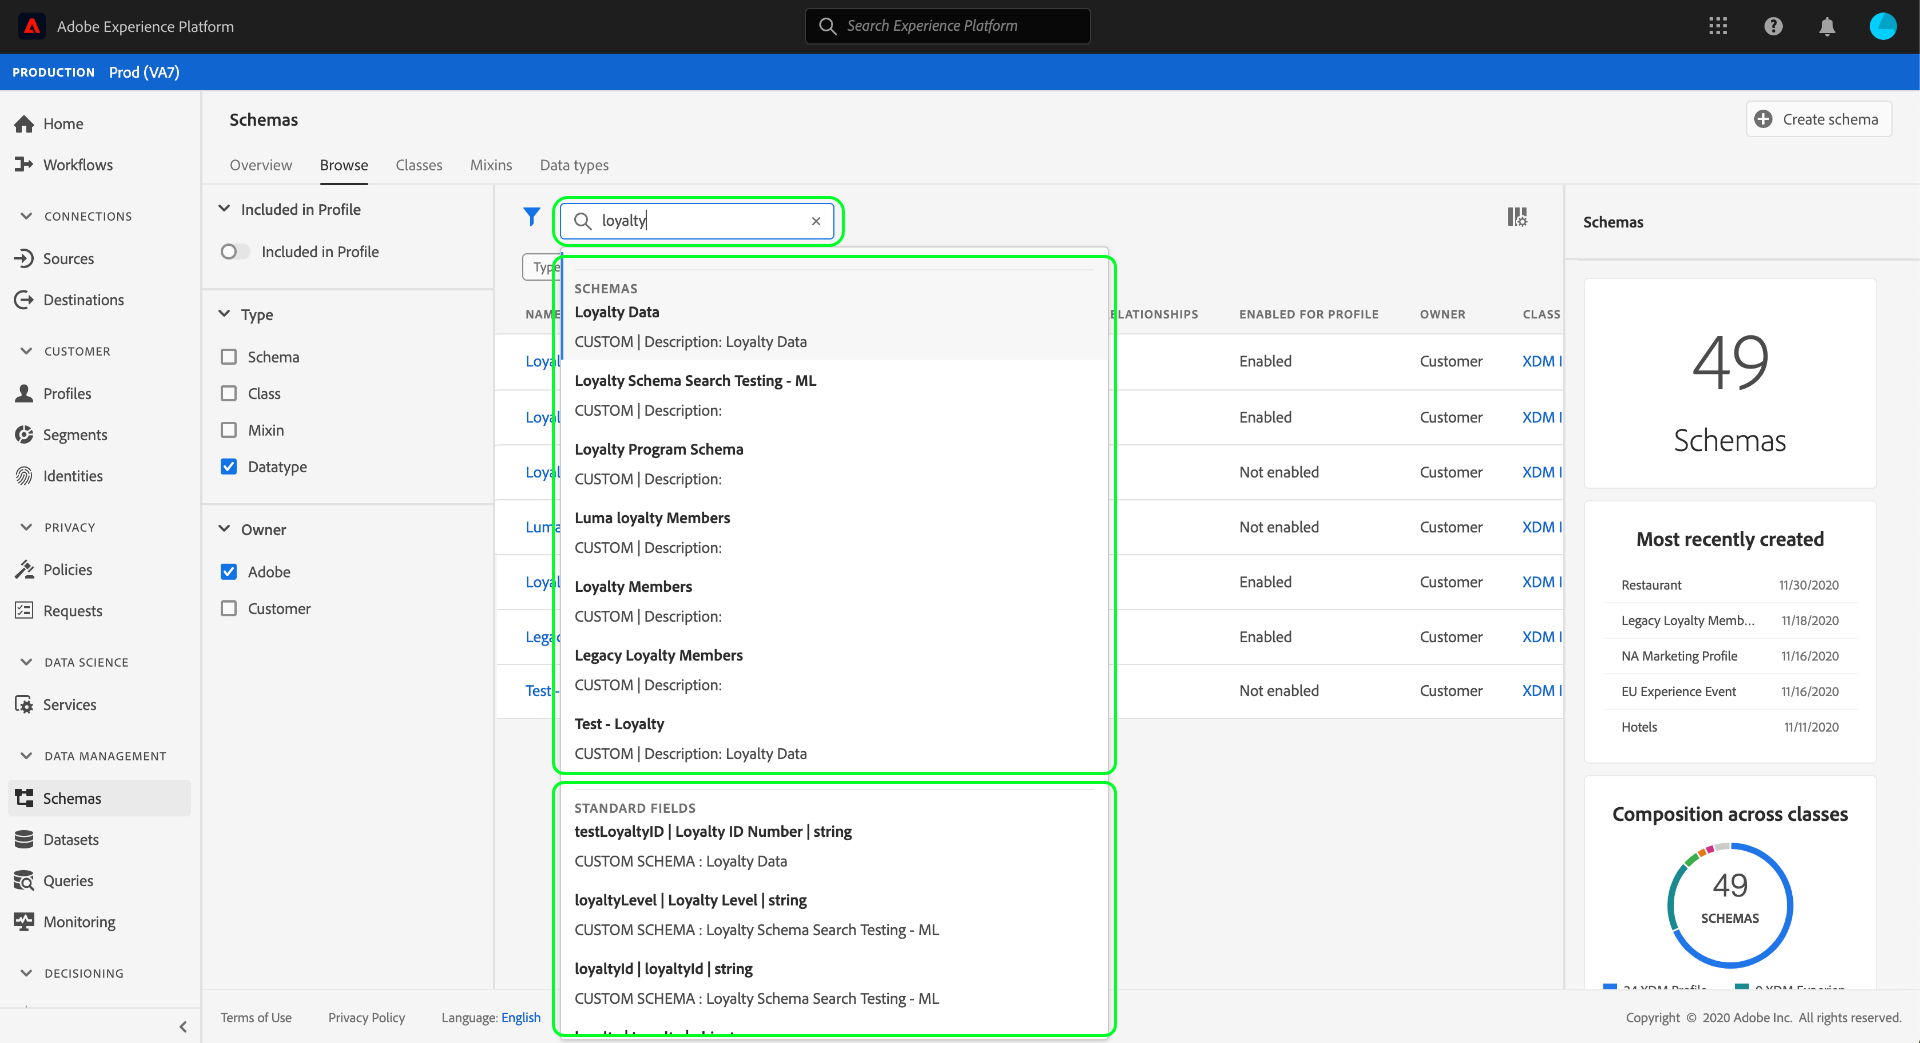 Adobe Experience Platform
Search Experience Platform
PRODUCTION Prod (VA7)
Home
Workflows
CONNECTIONS
Sources
Destinations
CUSTOMER
Profiles
Segments
Identities
PRIVACY
Policies
Requests
DATA SCIENCE
Services
DATA MANAGEMENT
Schemas
Datasets
Queries
Monitoring
DECISIONING
Schemas
Create schema
Overview Browse Classes Mixins Data types
Included in Profile
Included in Profile
Type
Schema
Class
Mixin
Datatype
Owner
Adobe
Customer
loyalty
Type
SCHEMAS
Loyalty Data
CUSTOM | Description: Loyalty Data
Loyalty Schema Search Testing - ML
CUSTOM | Description:
Loyalty Program Schema
CUSTOM | Description:
Luma loyalty Members
CUSTOM | Description:
Loyalty Members
CUSTOM | Description:
Legacy Loyalty Members
CUSTOM | Description:
Test - Loyalty
CUSTOM | Description: Loyalty Data
STANDARD FIELDS
testLoyaltyID | Loyalty ID Number | string
CUSTOM SCHEMA : Loyalty Data
loyaltyLevel | Loyalty Level | string
CUSTOM SCHEMA : Loyalty Schema Search Testing - ML
loyaltyId | loyaltyId | string
CUSTOM SCHEMA : Loyalty Schema Search Testing - ML
NAME ELATIONSHIPS ENABLED FOR PROFILE OWNER CLASS
Loyal Enabled Customer XDM I
Loyal Enabled Customer XDM I
Loyal Not enabled Customer XDM I
Luma Not enabled Customer XDM I
Loyal Enabled Customer XDM I
Legac Enabled Customer XDM I
Test - Not enabled Customer XDM I
Schemas
49
Schemas
Most recently created
Restaurant 11/30/2020
Legacy Loyalty Memb... 11/18/2020
NA Marketing Profile 11/16/2020
EU Experience Event 11/16/2020
Hotels 11/11/2020
Composition across classes
49
SCHEMAS
Terms of Use Privacy Policy Language: English
Copyright © 2020 Adobe Inc. All rights reserved.